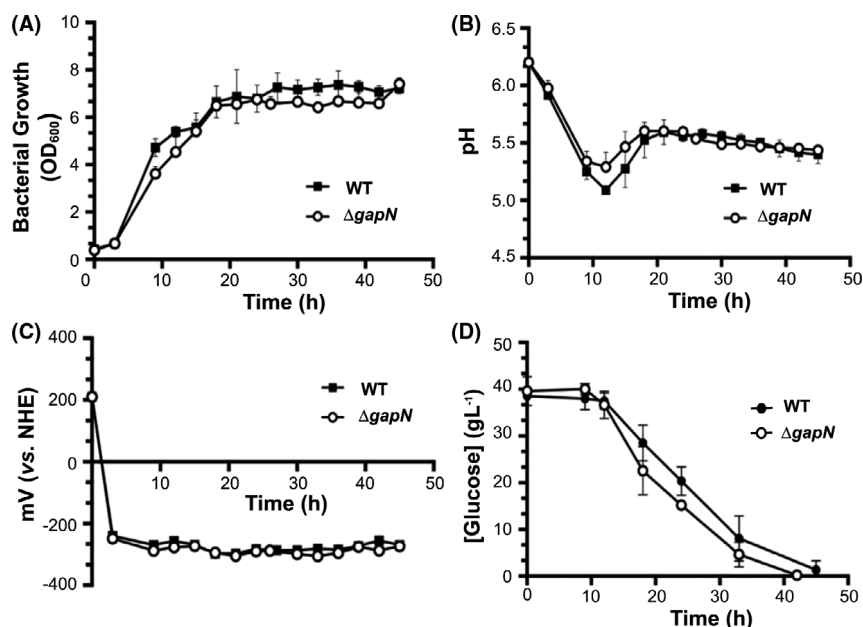 (A)
10
8
6
4
2
0
Bacterial Growth
(OD600)
WT
ΔgapN
0 10 20 30 40 50
Time (h)
(B)
6.5
6.0
5.5
5.0
4.5
pH
WT
ΔgapN
0 10 20 30 40 50
Time (h)
(C)
400
200
0
-200
-400
mV (vs. NHE)
WT
ΔgapN
10 20 30 40 50
Time (h)
(D)
50
40
30
20
10
0
[Glucose] (gL-1)
WT
ΔgapN
0 10 20 30 40 50
Time (h)